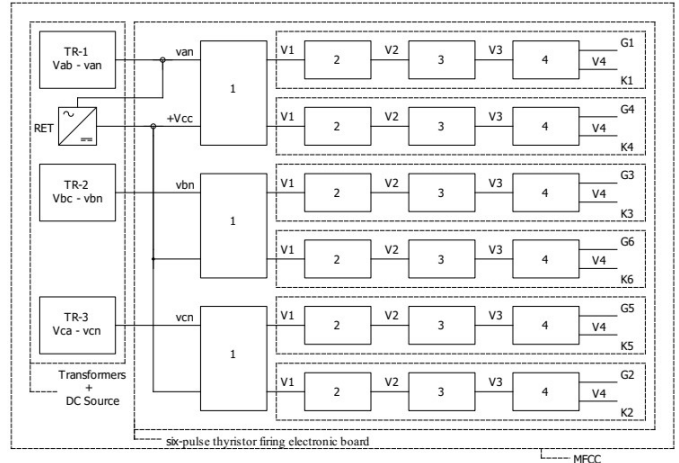 TR-1
Vab - van
van
RET
+Vcc
1
V1 2 V2 3 V3 4 V4 G1 K1
V1 2 V2 3 V3 4 V4 G4 K4
TR-2
Vbc - vbn
vbn
1
V1 2 V2 3 V3 4 V4 G3 K3
V1 2 V2 3 V3 4 V4 G6 K6
TR-3
Vca - vcn
vcn
1
V1 2 V2 3 V3 4 V4 G5 K5
V1 2 V2 3 V3 4 V4 G2 K2
Transformers
+
DC Source
six-pulse thyristor firing electronic board
MFCC